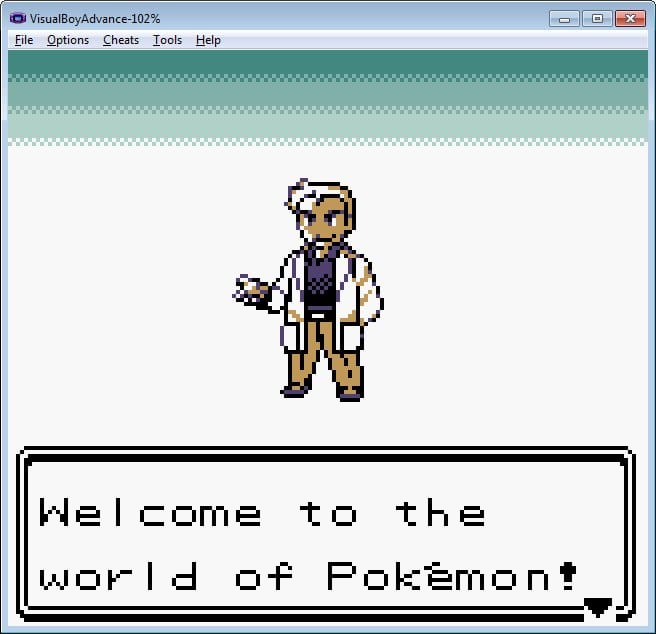 VisualBoyAdvance-102%
File Options Cheats Tools Help
Welcome to the
world of Pokémon!